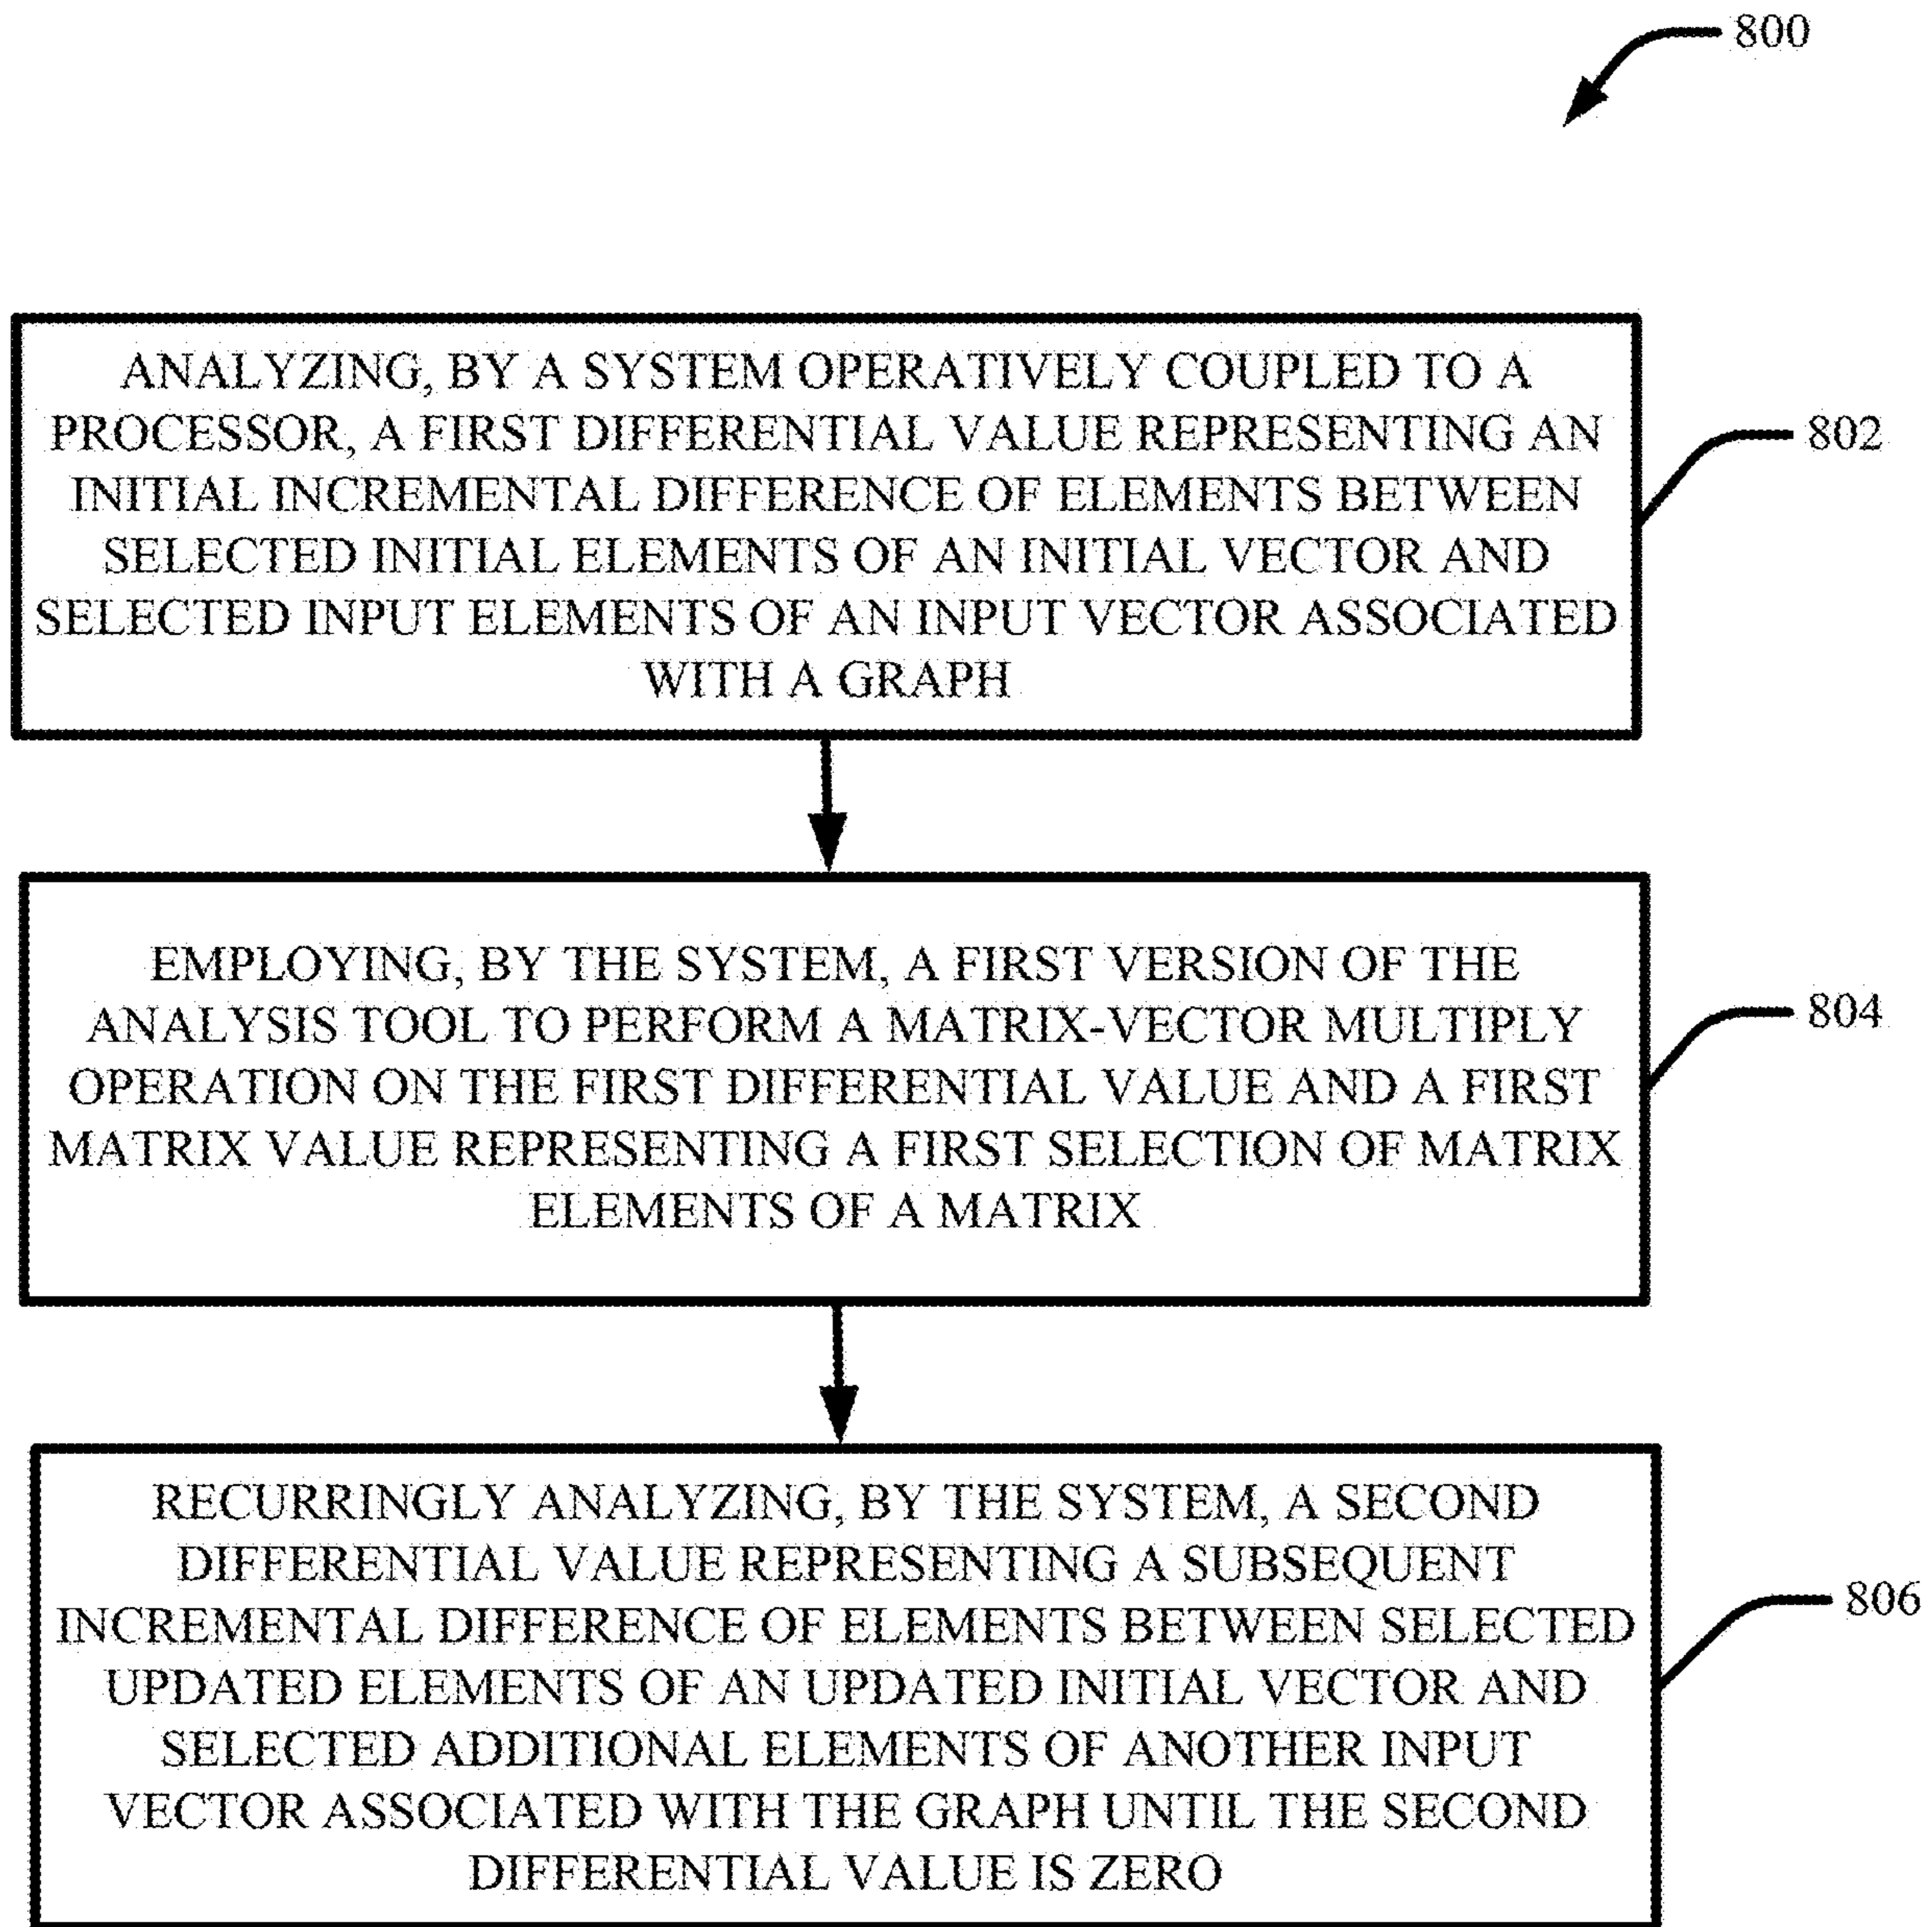 800
ANALYZING, BY A SYSTEM OPERATIVELY COUPLED TO A
PROCESSOR, A FIRST DIFFERENTIAL VALUE REPRESENTING AN
INITIAL INCREMENTAL DIFFERENCE OF ELEMENTS BETWEEN
SELECTED INITIAL ELEMENTS OF AN INITIAL VECTOR AND
SELECTED INPUT ELEMENTS OF AN INPUT VECTOR ASSOCIATED
WITH A GRAPH
802
EMPLOYING, BY THE SYSTEM, A FIRST VERSION OF THE
ANALYSIS TOOL TO PERFORM A MATRIX-VECTOR MULTIPLY
OPERATION ON THE FIRST DIFFERENTIAL VALUE AND A FIRST
MATRIX VALUE REPRESENTING A FIRST SELECTION OF MATRIX
ELEMENTS OF A MATRIX
804
RECURRINGLY ANALYZING, BY THE SYSTEM, A SECOND
DIFFERENTIAL VALUE REPRESENTING A SUBSEQUENT
INCREMENTAL DIFFERENCE OF ELEMENTS BETWEEN SELECTED
UPDATED ELEMENTS OF AN UPDATED INITIAL VECTOR AND
SELECTED ADDITIONAL ELEMENTS OF ANOTHER INPUT
VECTOR ASSOCIATED WITH THE GRAPH UNTIL THE SECOND
DIFFERENTIAL VALUE IS ZERO
806